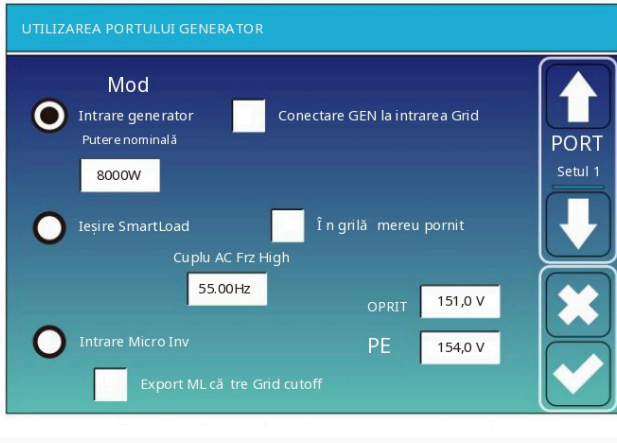 UTILIZAREA PORTULUI GENERATOR
Mod
Intrare generator
Conectare GEN la intrarea Grid
Putere nominală
8000W
Ieșire SmartLoad
Î n grilă mereu pornit
Cuplu AC Frz High
55.00Hz
OPRIT
151,0 V
Intrare Micro Inv
PE
154,0 V
Export ML că tre Grid cutoff
PORT
Setul 1